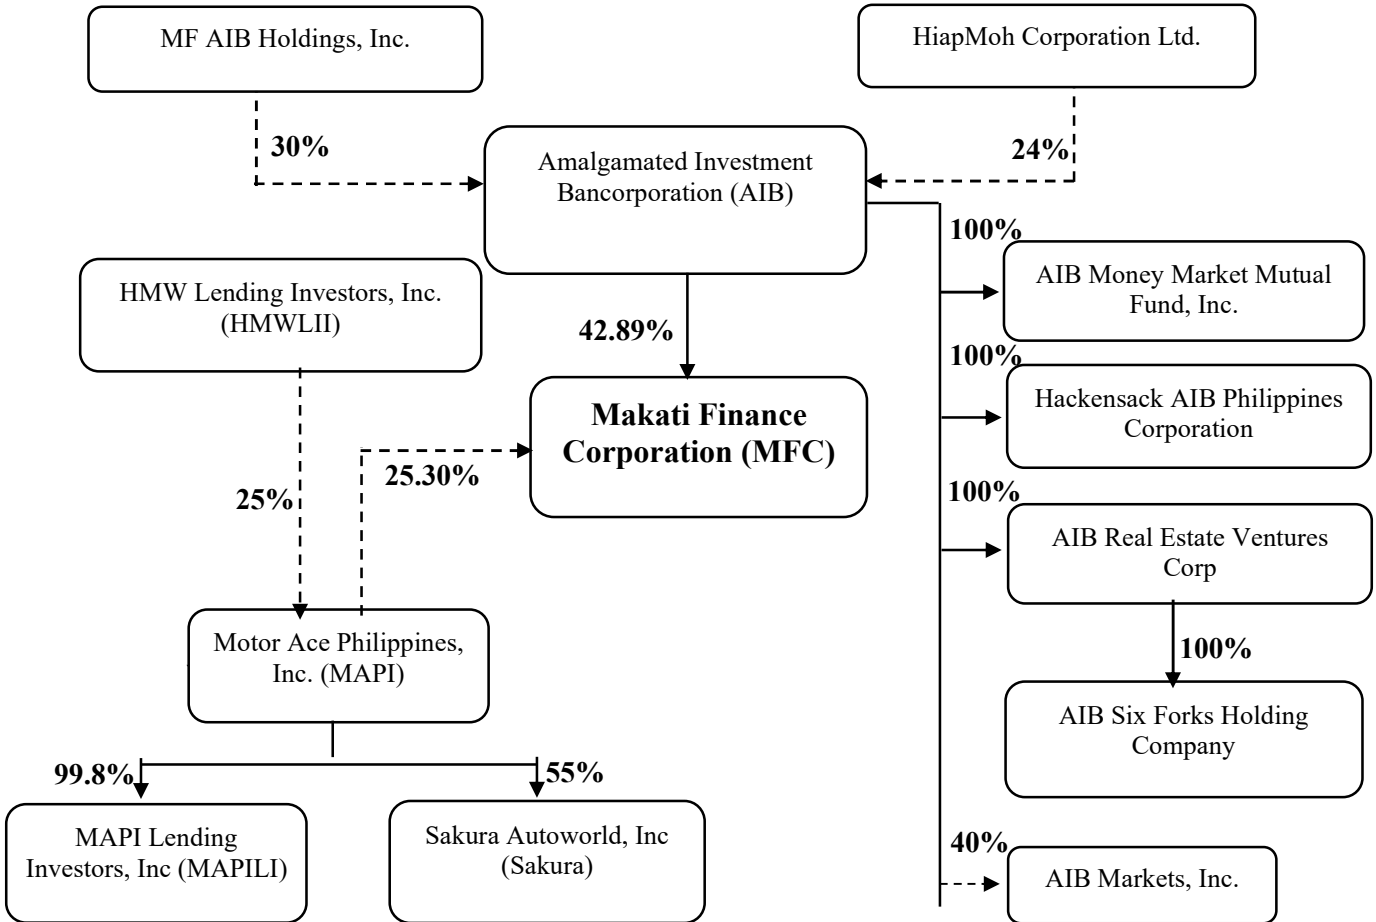 MF AIB Holdings, Inc.
HiapMoh Corporation Ltd.
30%
24%
Amalgamated Investment
Bancorporation (AIB)
100%
AIB Money Market Mutual
Fund, Inc.
HMW Lending Investors, Inc.
(HMWLII)
42.89%
100%
Hackensack AIB Philippines
Corporation
Makati Finance
Corporation (MFC)
25.30%
25%
100%
AIB Real Estate Ventures
Corp
100%
Motor Ace Philippines,
Inc. (MAPI)
AIB Six Forks Holding
Company
99.8%
55%
MAPI Lending
Investors, Inc (MAPILI)
Sakura Autoworld, Inc
(Sakura)
40%
AIB Markets, Inc.